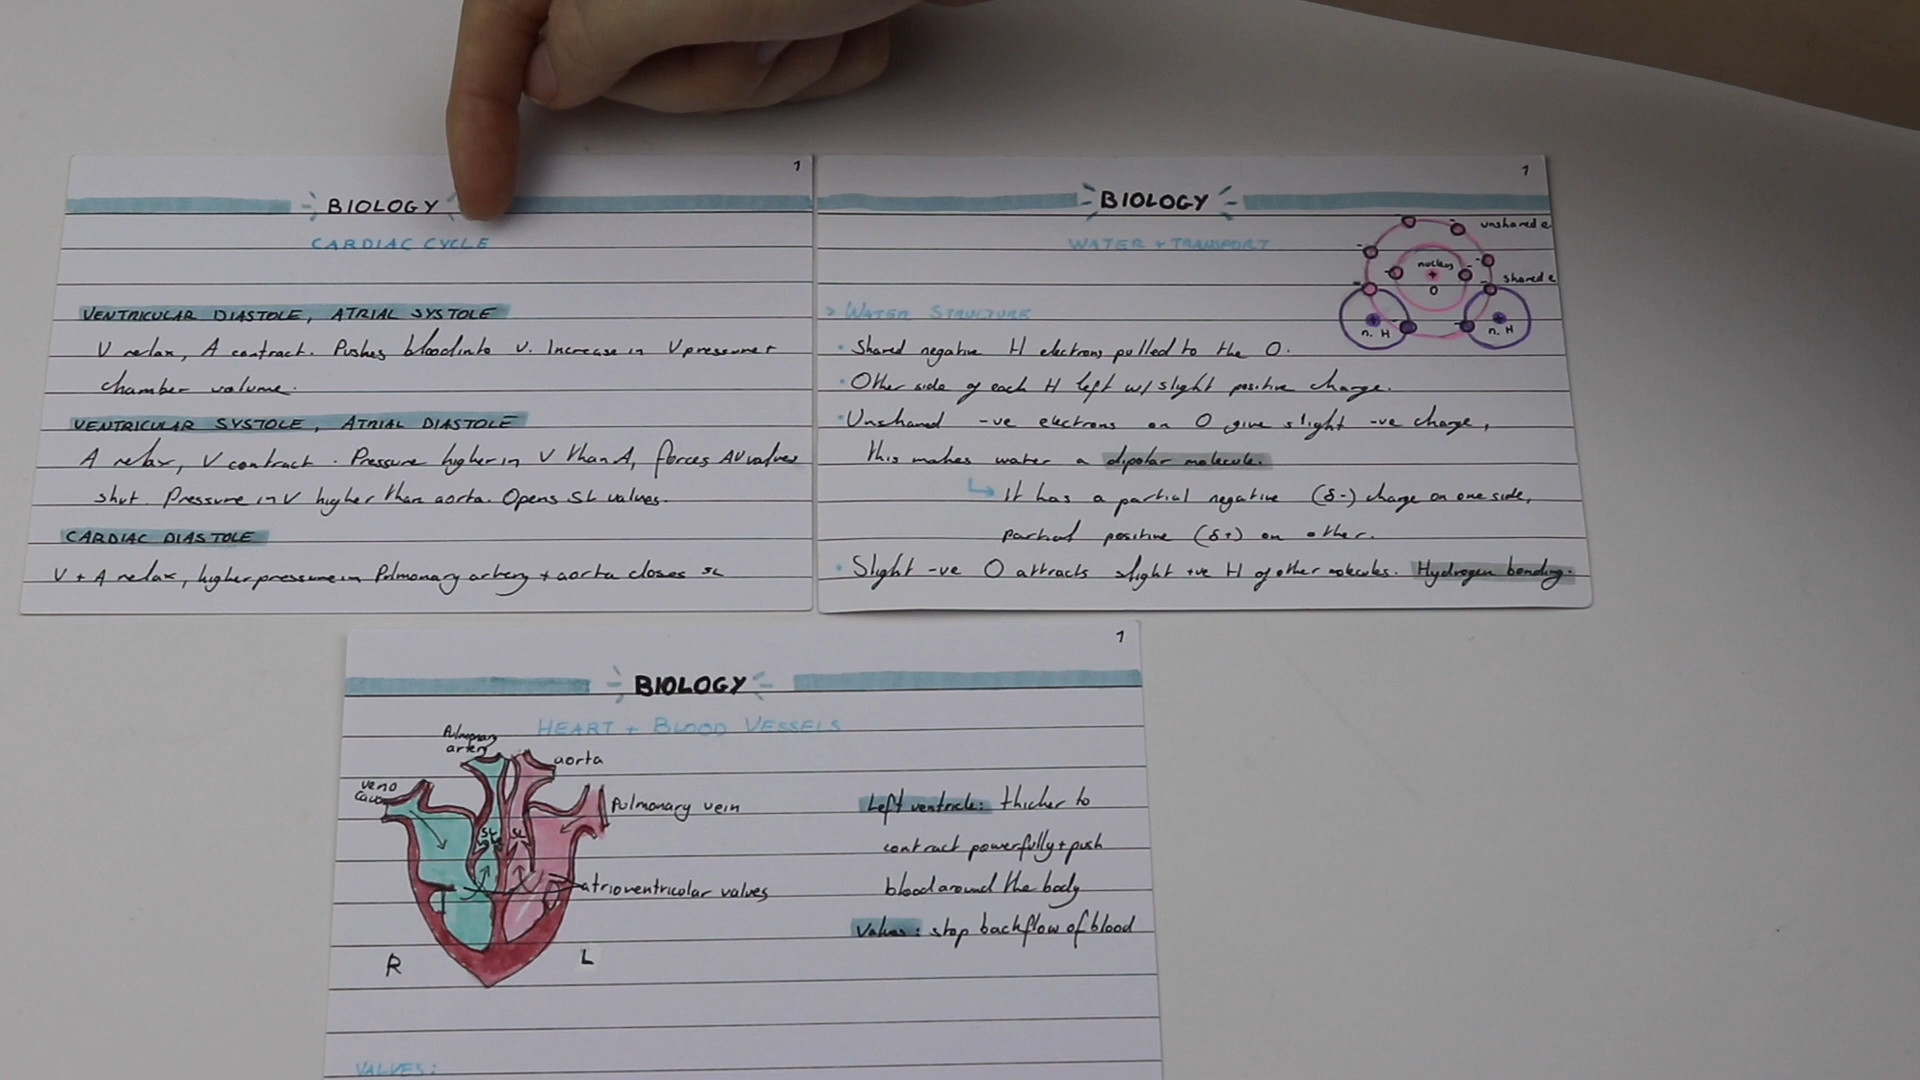 1
BIOLOGY
CARDIAC CYCLE
VENTRICULAR DIASTOLE, ATRIAL SYSTOLE
V relax, A contract. Pushes blood into V. Increase in V pressure +
chamber volume.
VENTRICULAR SYSTOLE, ATRIAL DIASTOLE
A relax, V contract. Pressure higher in V than A, forces AV valves
shut. Pressure in V higher than aorta. Opens SL valves.
CARDIAC DIASTOLE
V + A relax, higher pressure in Pulmonary artery + aorta closes SL
1
BIOLOGY
WATER + TRANSPORT
unshared e
nucleus
+
O
shared e
n. H
n. H
> WATER STRUCTURE
• Shared negative H electrons pulled to the O.
• Other side of each H left w/ slight positive charge.
• Unshared -ve electrons on O give slight -ve charge,
this makes water a dipolar molecule.
↳ It has a partial negative (δ-) charge on one side,
partial positive (δ+) on other.
• Slight -ve O attracts slight +ve H of other molecules. Hydrogen bonding.
1
BIOLOGY
HEART + BLOOD VESSELS
Pulmonary
artery
aorta
vena
cava
Pulmonary vein
SL
SL
atrioventricular valves
R
L
Left ventricle: thicker to
contract powerfully + push
blood around the body
Valves: stop backflow of blood
VALVES: